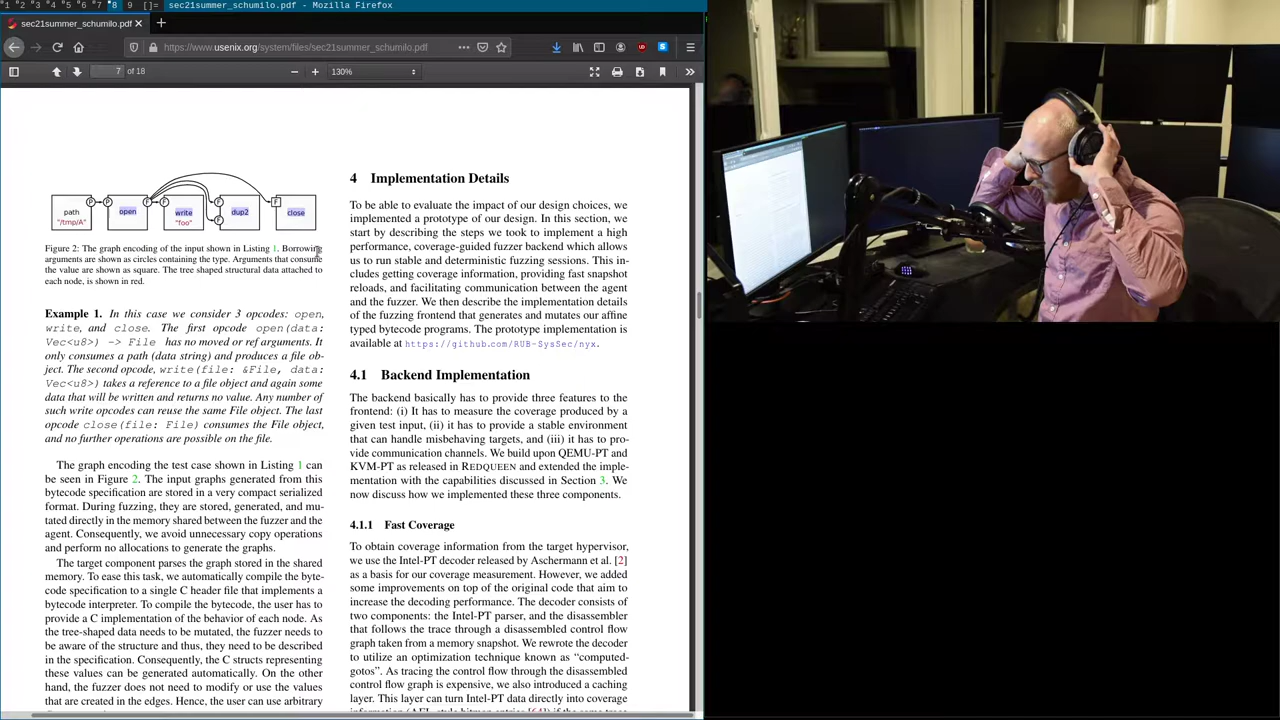 1 2 3 4 5 6 7 8 9 []= sec21summer_schumilo.pdf - Mozilla Firefox
sec21summer_schumilo.pdf
https://www.usenix.org/system/files/sec21summer_schumilo.pdf
7 of 18
130%
path
"/tmp/A"
P
P
open
F
F
write
"foo"
F
F
dup2
F
close
Figure 2: The graph encoding of the input shown in Listing 1. Borrowing
arguments are shown as circles containing the type. Arguments that consume
the value are shown as square. The tree shaped structural data attached to
each node, is shown in red.
Example 1. In this case we consider 3 opcodes: open,
write, and close. The first opcode open(data:
Vec<u8>) -> File has no moved or ref arguments. It
only consumes a path (data string) and produces a file ob-
ject. The second opcode, write(file: &File, data:
Vec<u8>) takes a reference to a file object and again some
data that will be written and returns no value. Any number of
such write opcodes can reuse the same File object. The last
opcode close(file: File) consumes the File object,
and no further operations are possible on the file.
The graph encoding the test case shown in Listing 1 can
be seen in Figure 2. The input graphs generated from this
bytecode specification are stored in a very compact serialized
format. During fuzzing, they are stored, generated, and mu-
tated directly in the memory shared between the fuzzer and the
agent. Consequently, we avoid unnecessary copy operations
and perform no allocations to generate the graphs.
The target component parses the graph stored in the shared
memory. To ease this task, we automatically compile the byte-
code specification to a single C header file that implements a
bytecode interpreter. To compile the bytecode, the user has to
provide a C implementation of the behavior of each node. As
the tree-shaped data needs to be mutated, the fuzzer needs to
be aware of the structure and thus, they need to be described
in the specification. Consequently, the C structs representing
these values can be generated automatically. On the other
hand, the fuzzer does not need to modify or use the values
that are created in the edges. Hence, the user can use arbitrary
4 Implementation Details
To be able to evaluate the impact of our design choices, we
implemented a prototype of our design. In this section, we
start by describing the steps we took to implement a high
performance, coverage-guided fuzzer backend which allows
us to run stable and deterministic fuzzing sessions. This in-
cludes getting coverage information, providing fast snapshot
reloads, and facilitating communication between the agent
and the fuzzer. We then describe the implementation details
of the fuzzing frontend that generates and mutates our affine
typed bytecode programs. The prototype implementation is
available at https://github.com/RUB-SysSec/nyx.
4.1 Backend Implementation
The backend basically has to provide three features to the
frontend: (i) It has to measure the coverage produced by a
given test input, (ii) it has to provide a stable environment
that can handle misbehaving targets, and (iii) it has to pro-
vide communication channels. We build upon QEMU-PT and
KVM-PT as released in REDQUEEN and extended the imple-
mentation with the capabilities discussed in Section 3. We
now discuss how we implemented these three components.
4.1.1 Fast Coverage
To obtain coverage information from the target hypervisor,
we use the Intel-PT decoder released by Aschermann et al. [2]
as a basis for our coverage measurement. However, we added
some improvements on top of the original code that aim to
increase the decoding performance. The decoder consists of
two components: the Intel-PT parser, and the disassembler
that follows the trace through a disassembled control flow
graph taken from a memory snapshot. We rewrote the decoder
to utilize an optimization technique known as “computed-
gotos”. As tracing the control flow through the disassembled
control flow graph is expensive, we also introduced a caching
layer. This layer can turn Intel-PT data directly into coverage
information (AFL-style bitmap entries [64]) if the same trace